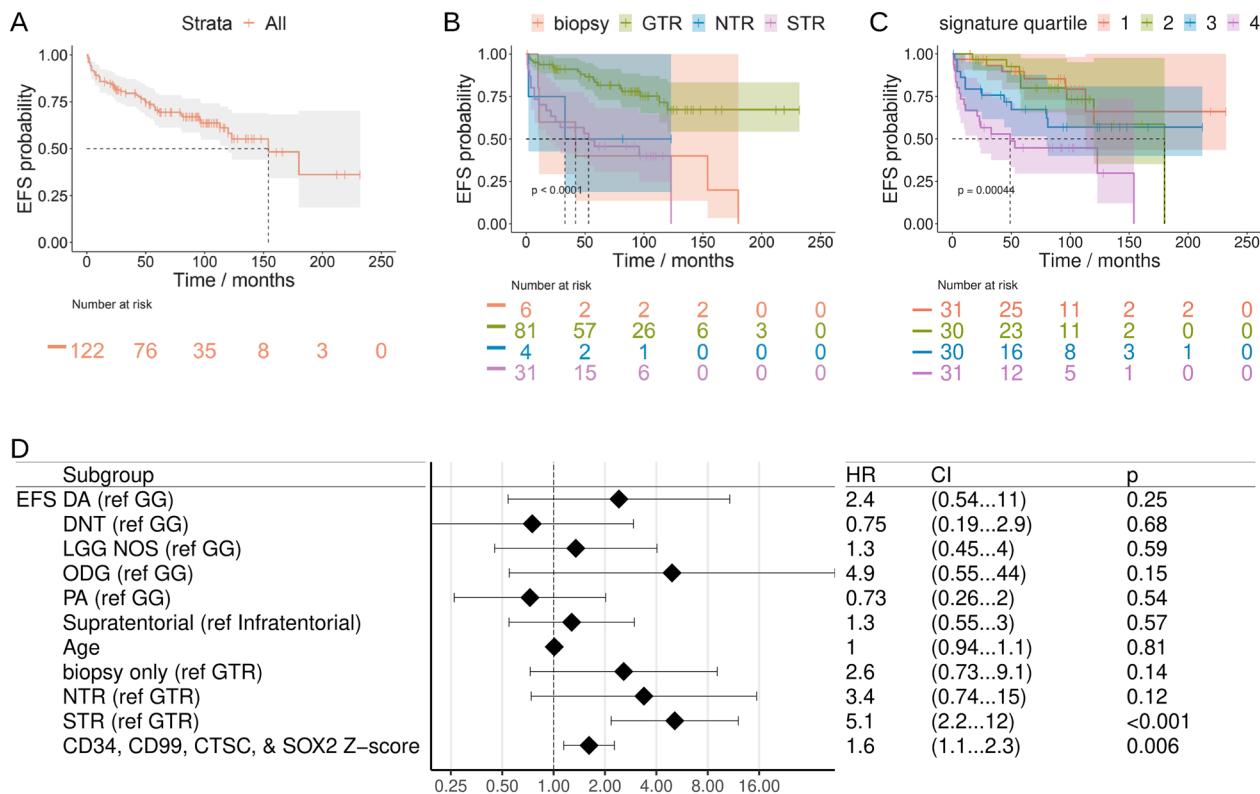 A
Strata All
EFS probability
1.00
0.75
0.50
0.25
0.00
0 50 100 150 200 250
Time / months
Number at risk
122 76 35 8 3 0
B
biopsy GTR NTR STR
EFS probability
1.00
0.75
0.50
0.25
0.00
p < 0.0001
0 50 100 150 200 250
Time / months
Number at risk
6 2 2 2 0 0
81 57 26 6 3 0
4 2 1 0 0 0
31 15 6 0 0 0
C
signature quartile 1 2 3 4
EFS probability
1.00
0.75
0.50
0.25
0.00
p = 0.00044
0 50 100 150 200 250
Time / months
Number at risk
31 25 11 2 2 0
30 23 11 2 0 0
30 16 8 3 1 0
31 12 5 1 0 0
D
Subgroup HR CI p
EFS DA (ref GG) 2.4 (0.54...11) 0.25
DNT (ref GG) 0.75 (0.19...2.9) 0.68
LGG NOS (ref GG) 1.3 (0.45...4) 0.59
ODG (ref GG) 4.9 (0.55...44) 0.15
PA (ref GG) 0.73 (0.26...2) 0.54
Supratentorial (ref Infratentorial) 1.3 (0.55...3) 0.57
Age 1 (0.94...1.1) 0.81
biopsy only (ref GTR) 2.6 (0.73...9.1) 0.14
NTR (ref GTR) 3.4 (0.74...15) 0.12
STR (ref GTR) 5.1 (2.2...12) <0.001
CD34, CD99, CTSC, & SOX2 Z−score 1.6 (1.1...2.3) 0.006
0.25 0.50 1.00 2.00 4.00 8.00 16.00